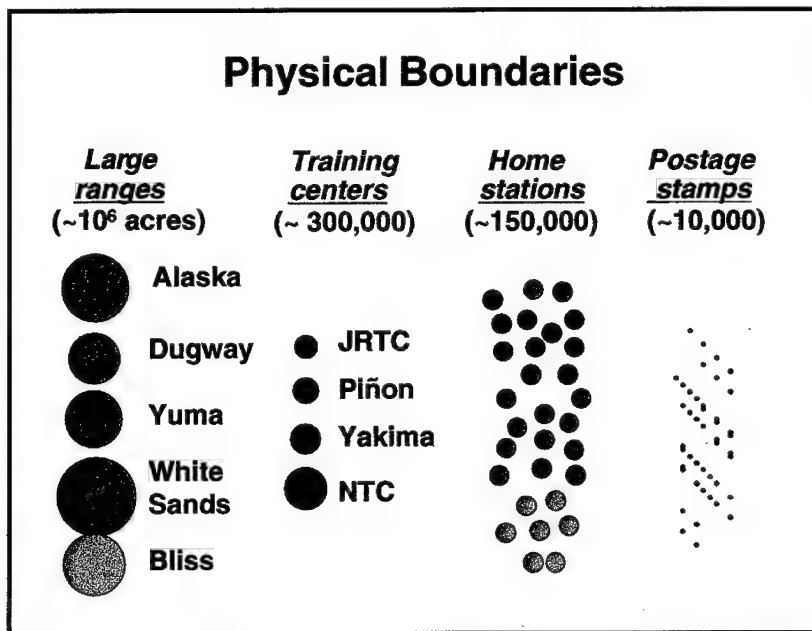 Physical Boundaries
Large
ranges
(~10⁶ acres)
Training
centers
(~ 300,000)
Home
stations
(~150,000)
Postage
stamps
(~10,000)
Alaska
Dugway
Yuma
White
Sands
Bliss
JRTC
Piñon
Yakima
NTC